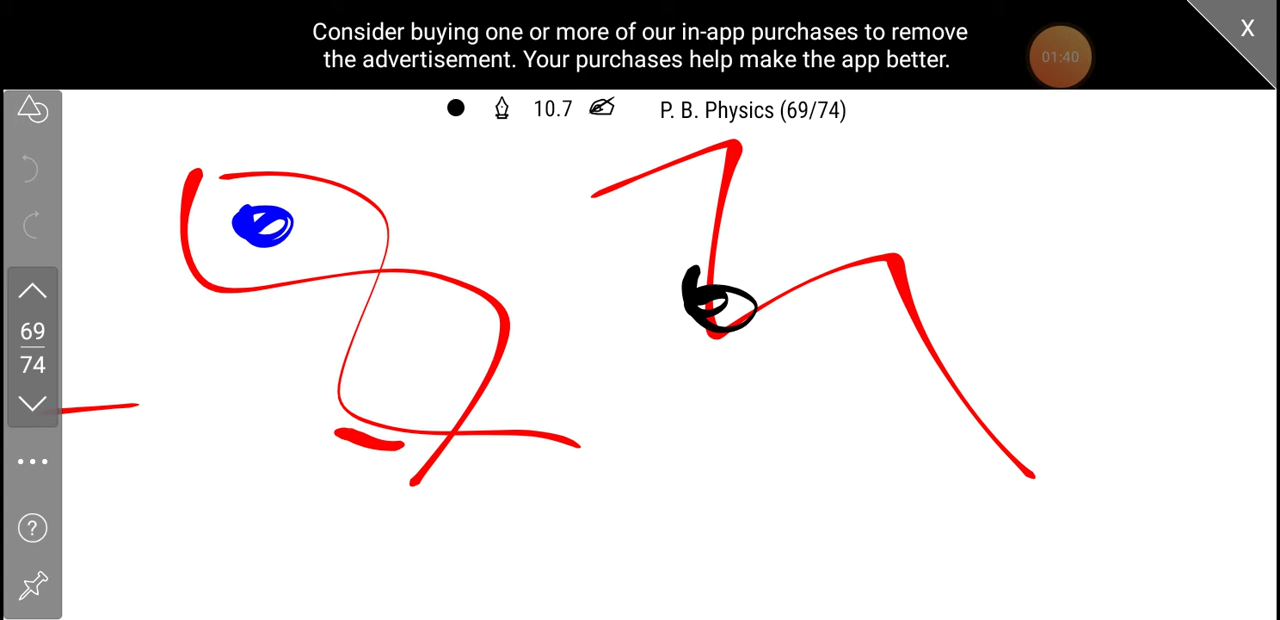 Consider buying one or more of our in-app purchases to remove
the advertisement. Your purchases help make the app better.
01:40
X
10.7
P. B. Physics (69/74)
69
74
?